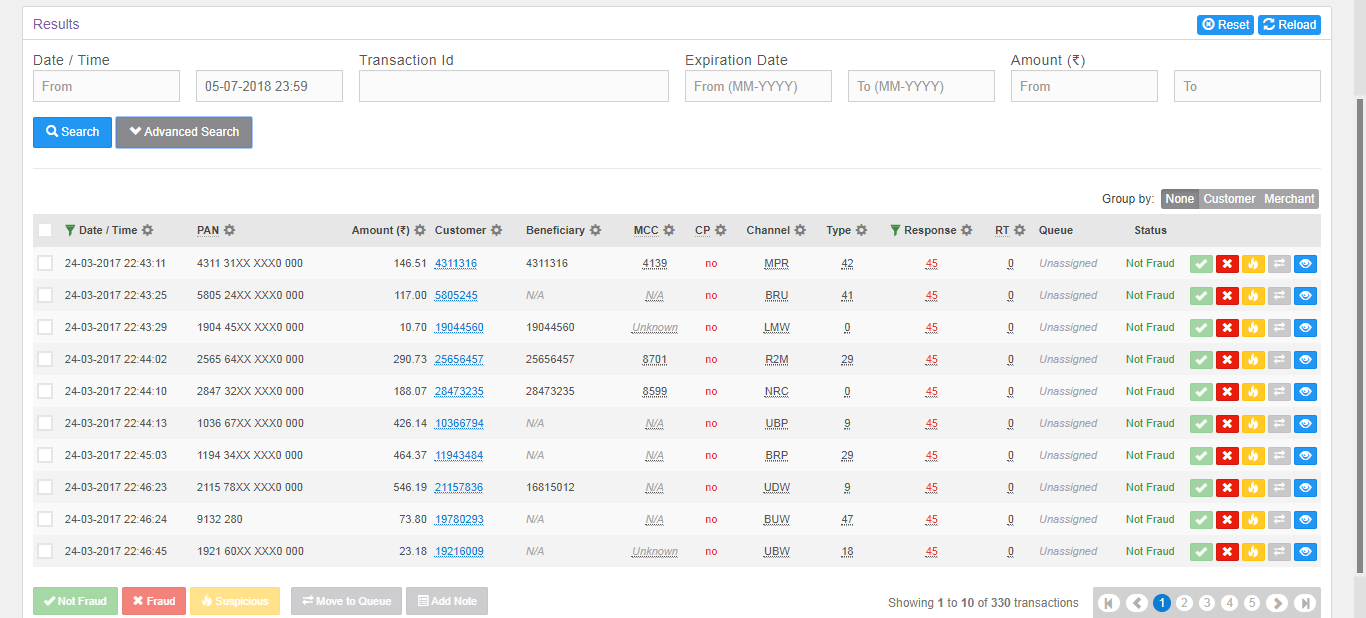 Results Reset Reload
Date / Time Transaction Id Expiration Date Amount (₹)
From 05-07-2018 23:59 From (MM-YYYY) To (MM-YYYY) From To
Search Advanced Search
Group by: None Customer Merchant
Date / Time PAN Amount (₹) Customer Beneficiary MCC CP Channel Type Response RT Queue Status
24-03-2017 22:43:11 4311 31XX XXX0 000 146.51 4311316 4311316 4139 no MPR 42 45 0 Unassigned Not Fraud
24-03-2017 22:43:25 5805 24XX XXX0 000 117.00 5805245 N/A N/A no BRU 41 45 0 Unassigned Not Fraud
24-03-2017 22:43:29 1904 45XX XXX0 000 10.70 19044560 19044560 Unknown no LMW 0 45 0 Unassigned Not Fraud
24-03-2017 22:44:02 2565 64XX XXX0 000 290.73 25656457 25656457 8701 no R2M 29 45 0 Unassigned Not Fraud
24-03-2017 22:44:10 2847 32XX XXX0 000 188.07 28473235 28473235 8599 no NRC 0 45 0 Unassigned Not Fraud
24-03-2017 22:44:13 1036 67XX XXX0 000 426.14 10366794 N/A N/A no UBP 9 45 0 Unassigned Not Fraud
24-03-2017 22:45:03 1194 34XX XXX0 000 464.37 11943484 N/A N/A no BRP 29 45 0 Unassigned Not Fraud
24-03-2017 22:46:23 2115 78XX XXX0 000 546.19 21157836 16815012 N/A no UDW 9 45 0 Unassigned Not Fraud
24-03-2017 22:46:24 9132 280 73.80 19780293 N/A N/A no BUW 47 45 0 Unassigned Not Fraud
24-03-2017 22:46:45 1921 60XX XXX0 000 23.18 19216009 N/A Unknown no UBW 18 45 0 Unassigned Not Fraud
Not Fraud Fraud Suspicious Move to Queue Add Note Showing 1 to 10 of 330 transactions 1 2 3 4 5